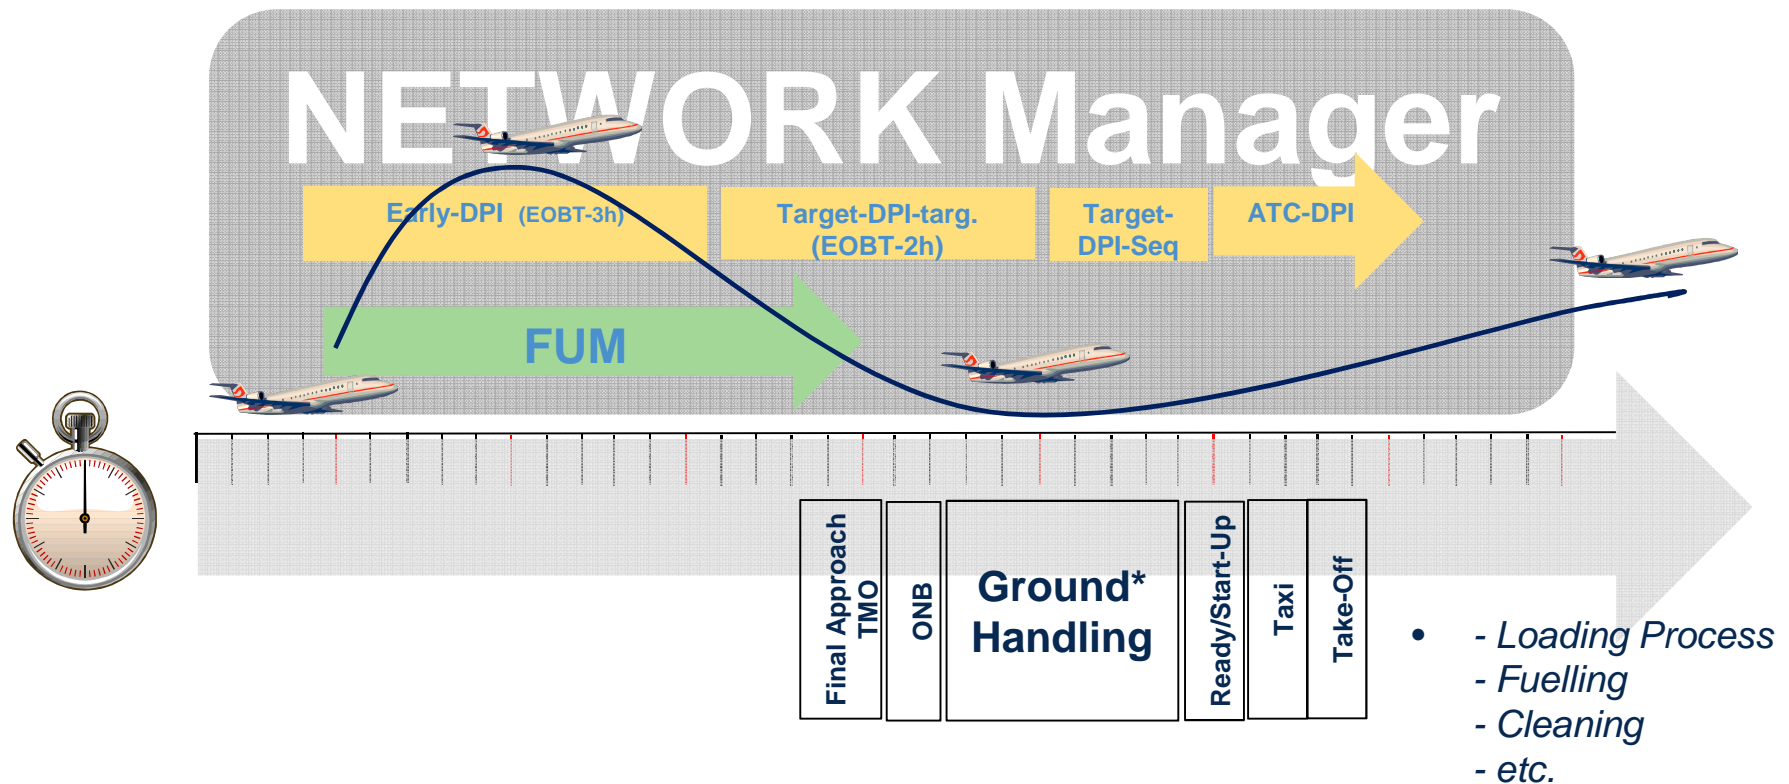 NETWORK Manager
Early-DPI (EOBT-3h)
Target-DPI-targ.
(EOBT-2h)
Target-
DPI-Seq
ATC-DPI
FUM
Final Approach
TMO
ONB
Ground*
Handling
Ready/Start-Up
Taxi
Take-Off
• - Loading Process
- Fuelling
- Cleaning
- etc.